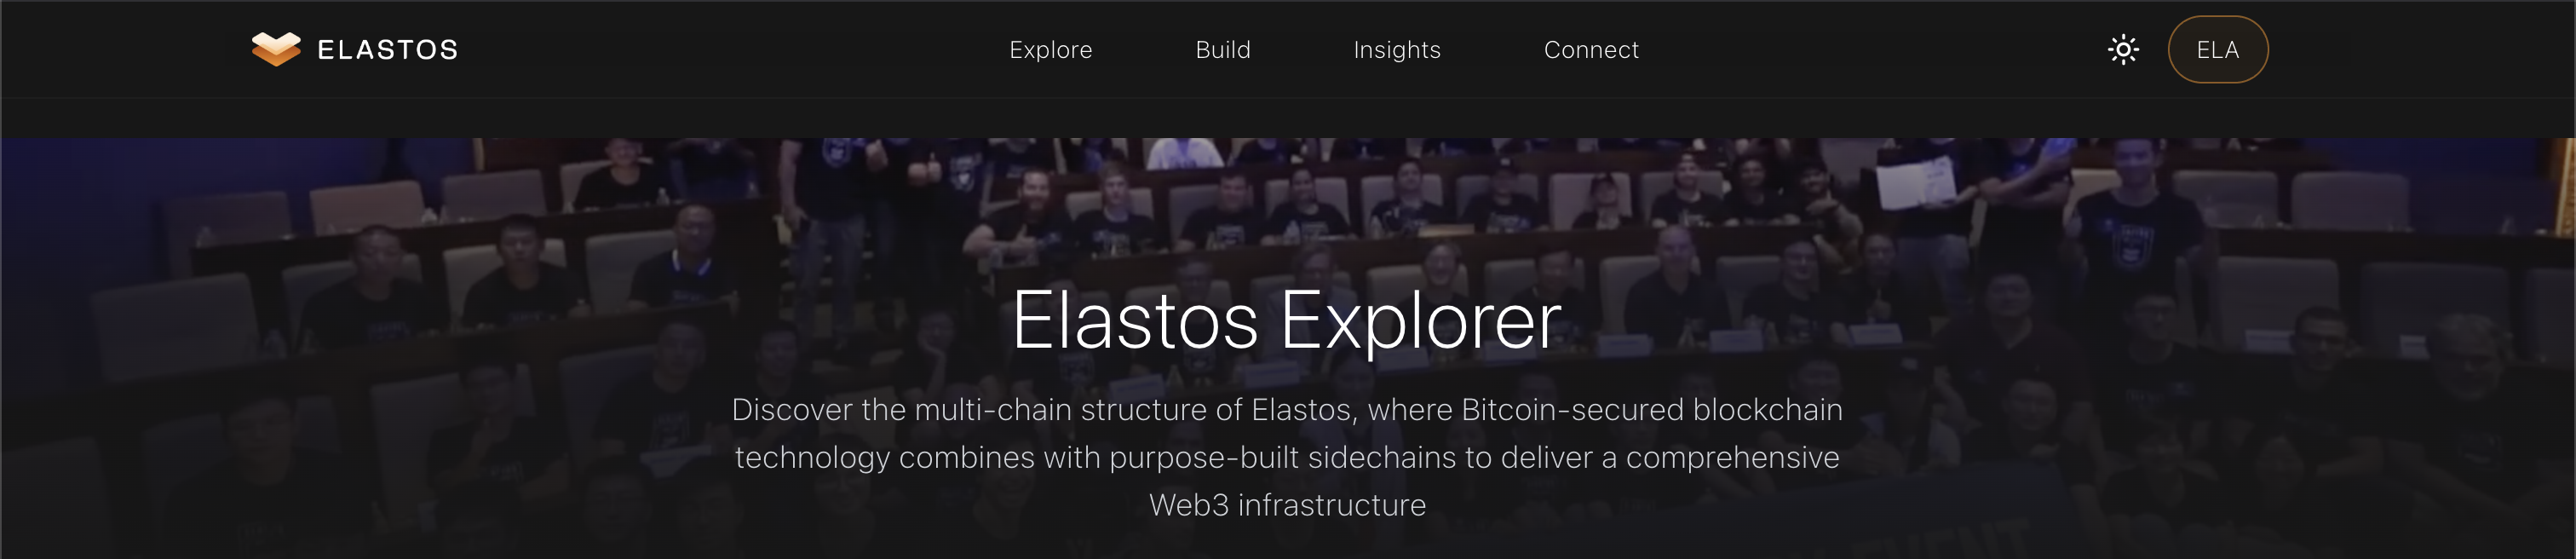 ELASTOS
Explore
Build
Insights
Connect
ELA
Elastos Explorer
Discover the multi-chain structure of Elastos, where Bitcoin-secured blockchain
technology combines with purpose-built sidechains to deliver a comprehensive
Web3 infrastructure